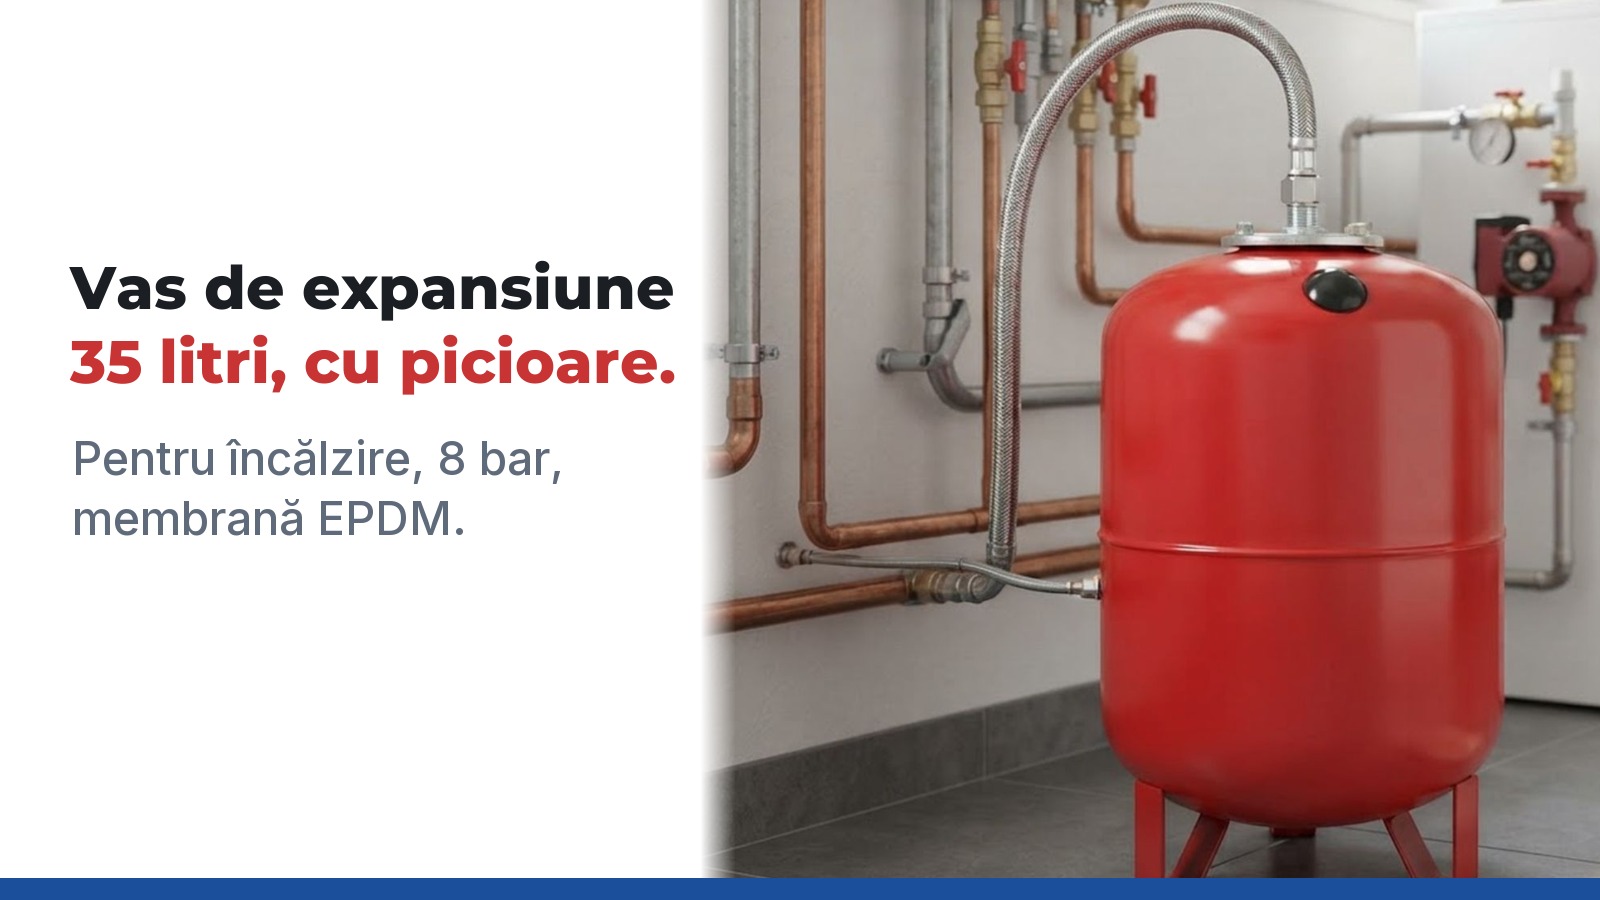 Vas de expansiune
35 litri, cu picioare.
Pentru încălzire, 8 bar,
membrană EPDM.